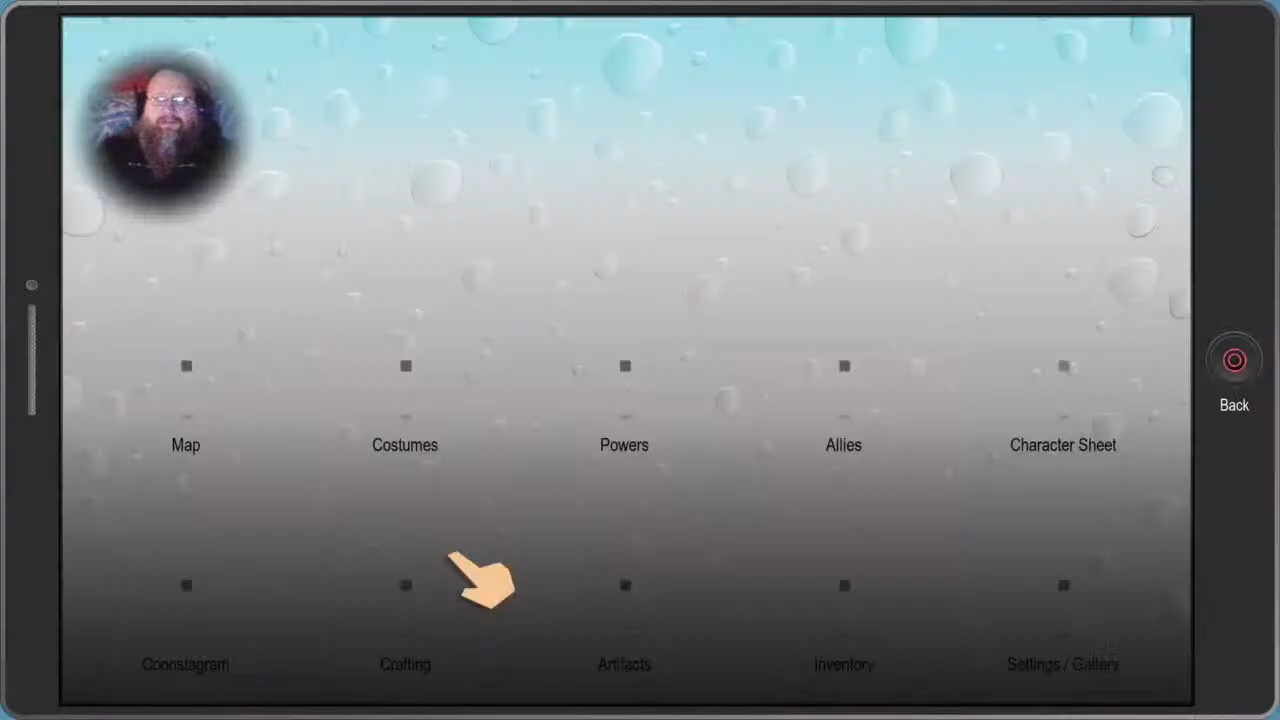 Map
Costumes
Powers
Allies
Character Sheet
Back
Coonstagram
Crafting
Artifacts
Inventory
Settings / Gallery